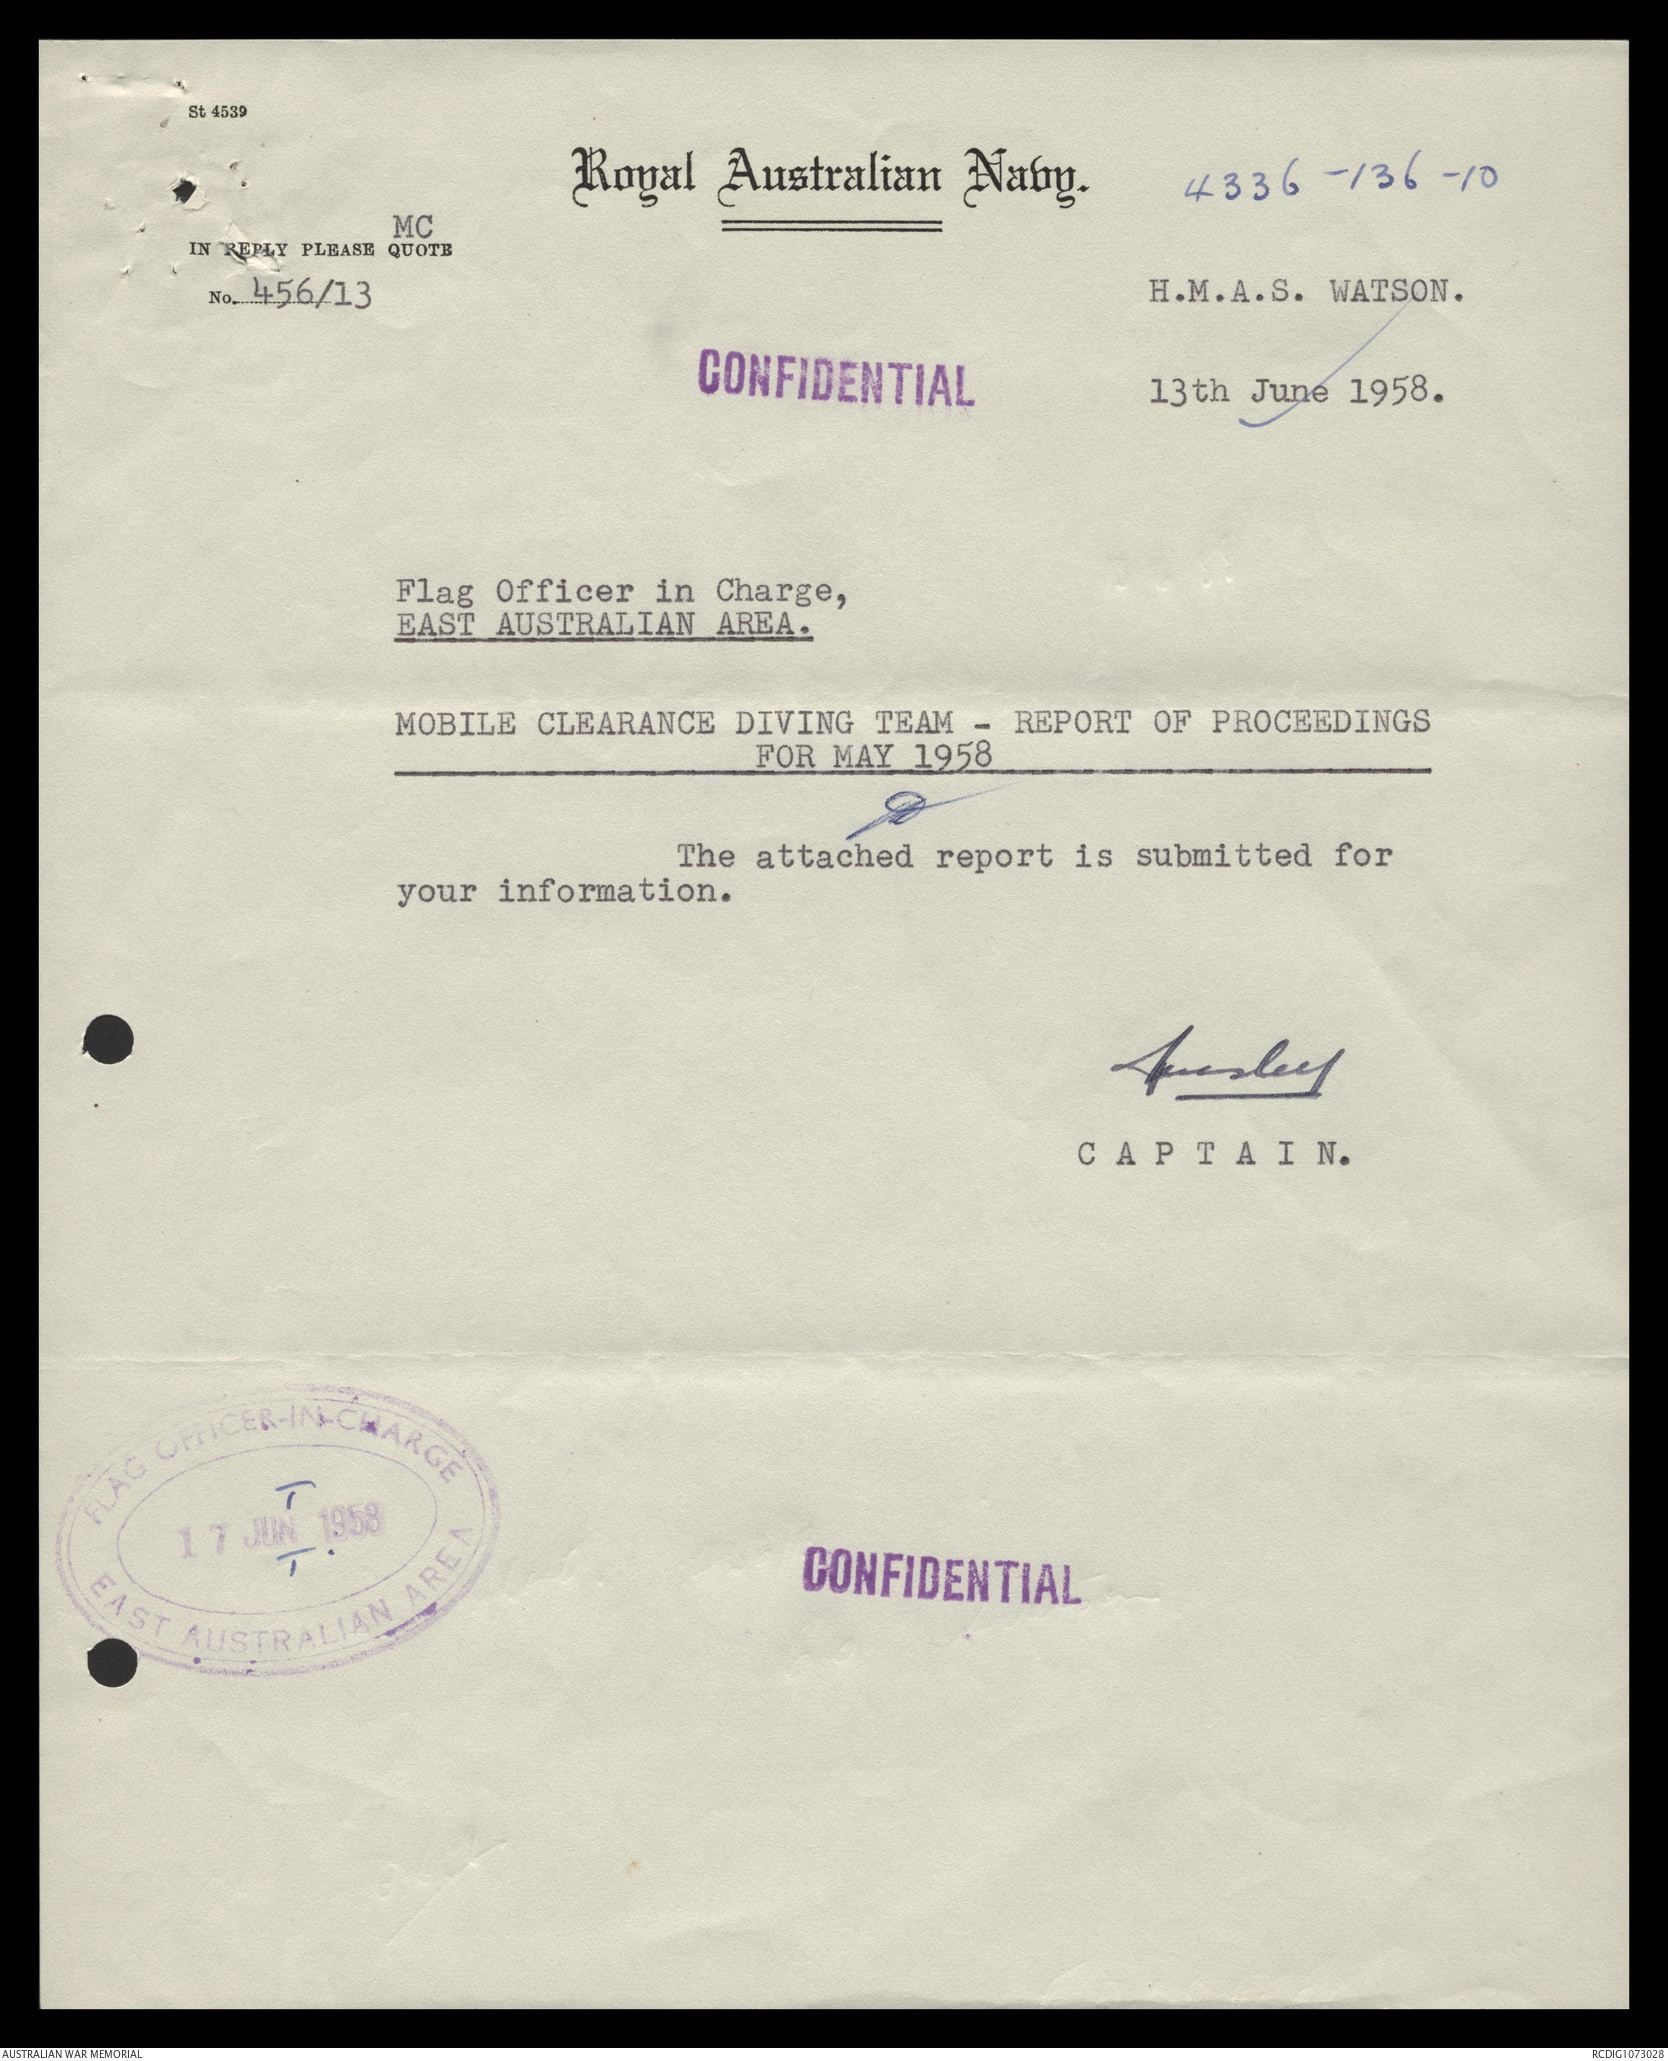 St 4539
Royal Australian Navy.
4336-136-10
MC
IN REPLY PLEASE QUOTE
No. 456/13
H.M.A.S. WATSON.
CONFIDENTIAL
13th June 1958.
Flag Officer in Charge,
EAST AUSTRALIAN AREA.
MOBILE CLEARANCE DIVING TEAM - REPORT OF PROCEEDINGS
FOR MAY 1958
The attached report is submitted for
your information.
C A P T A I N.
FLAG OFFICER-IN-CHARGE
17 JUN 1958
EAST AUSTRALIAN AREA
CONFIDENTIAL
AUSTRALIAN WAR MEMORIAL
RCDIG1073028